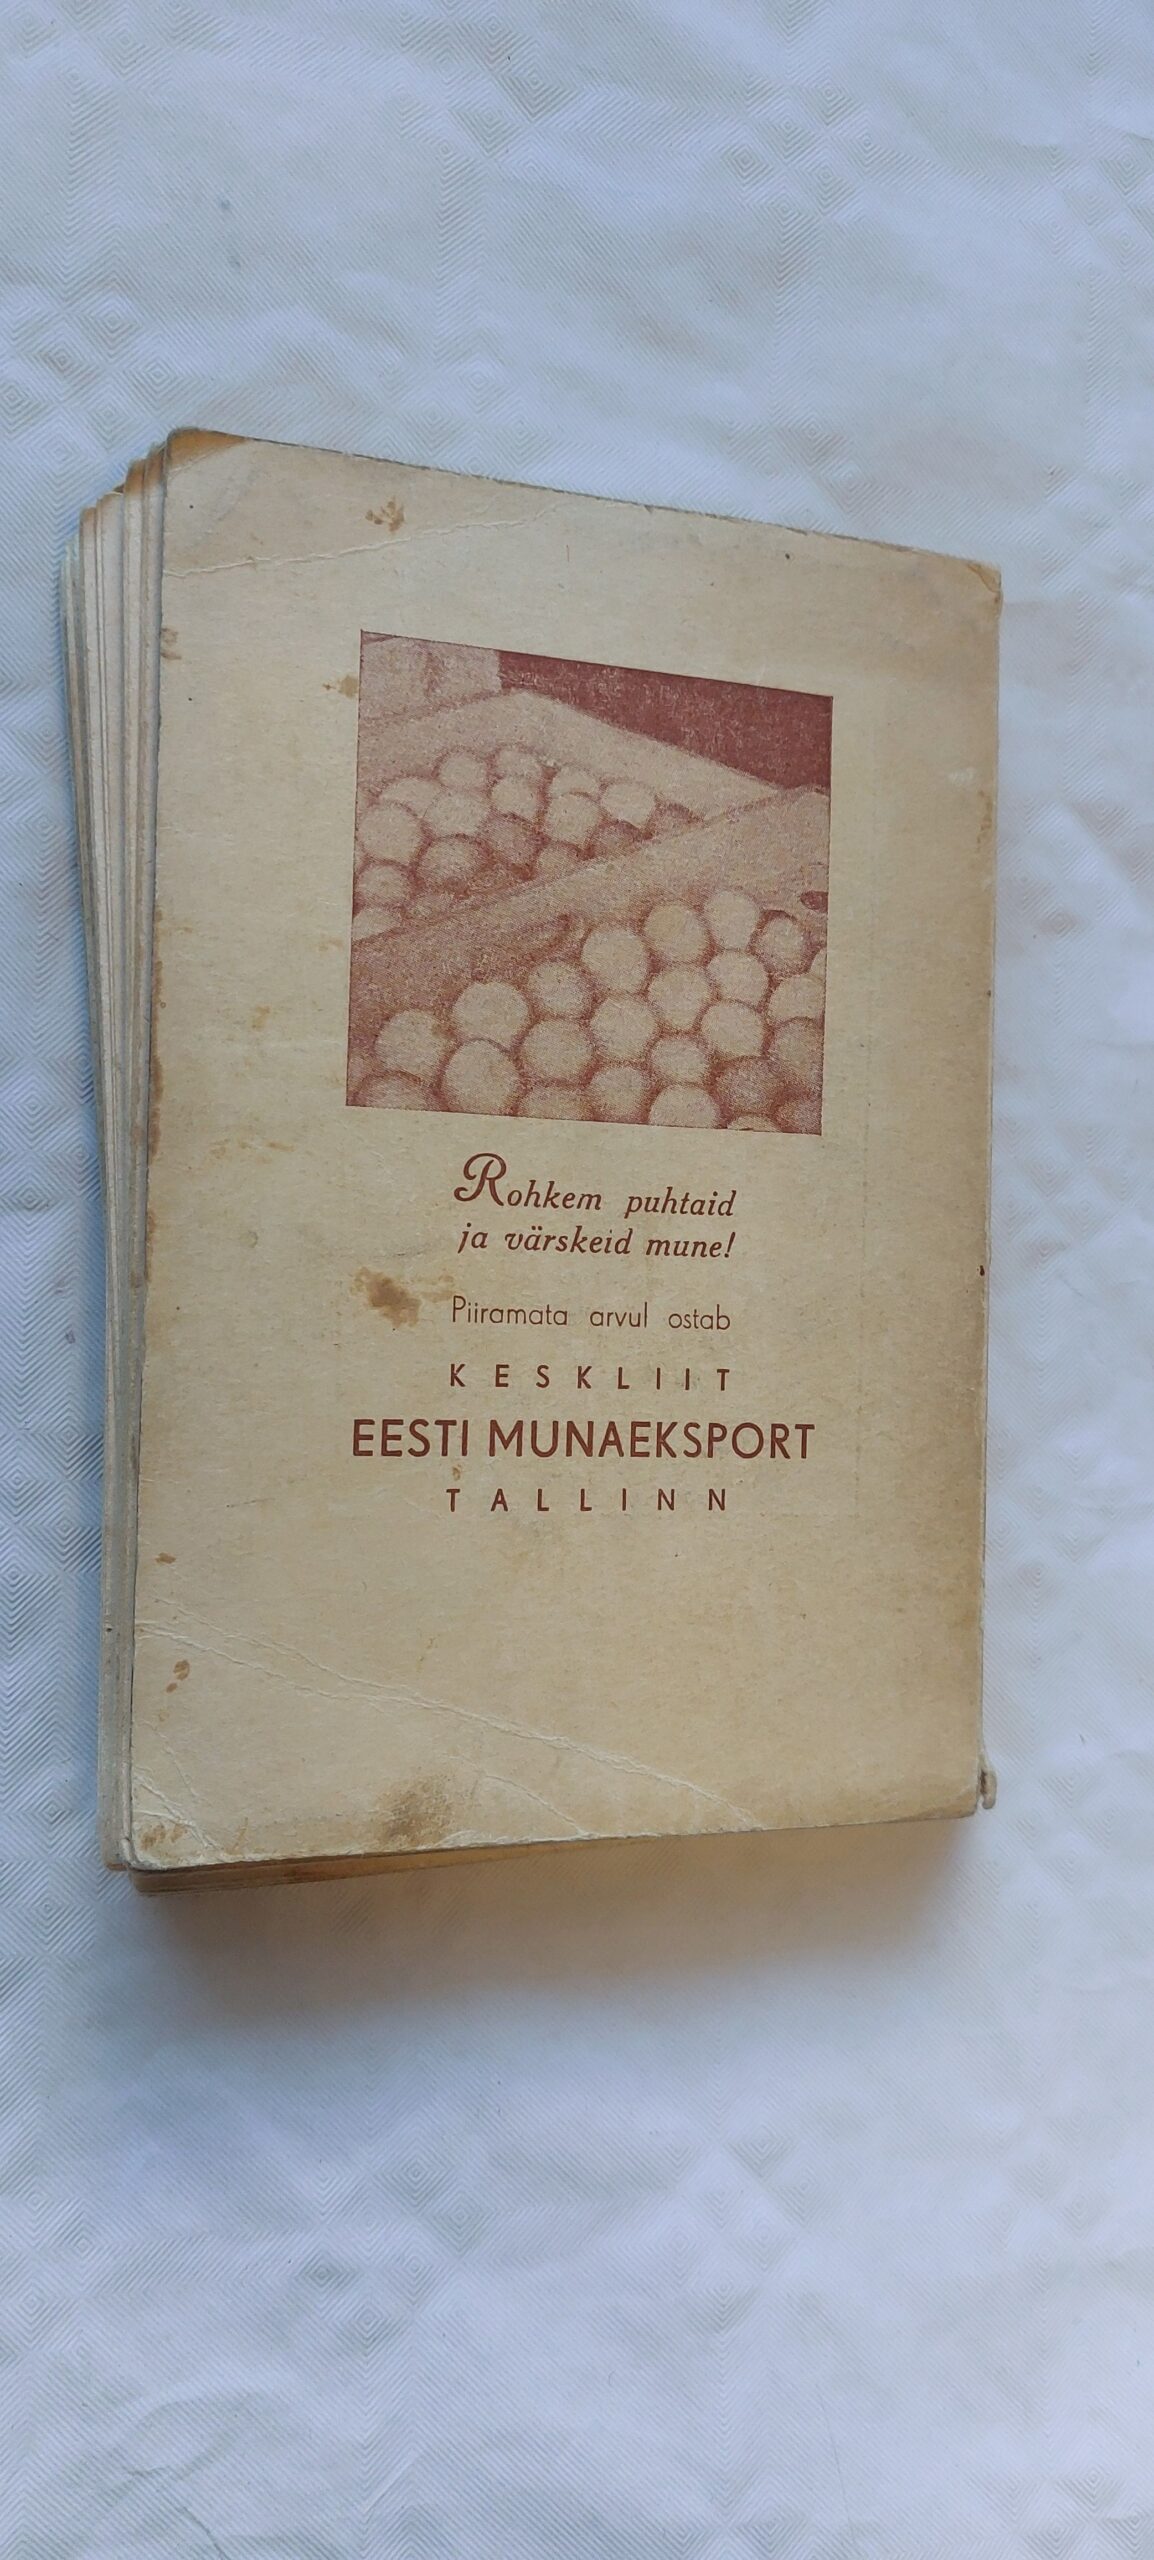 Rohkem puhtaid
ja värskeid mune!
Piiramata arvul ostab
KESKLIIT
EESTI MUNAEKSPORT
TALLINN